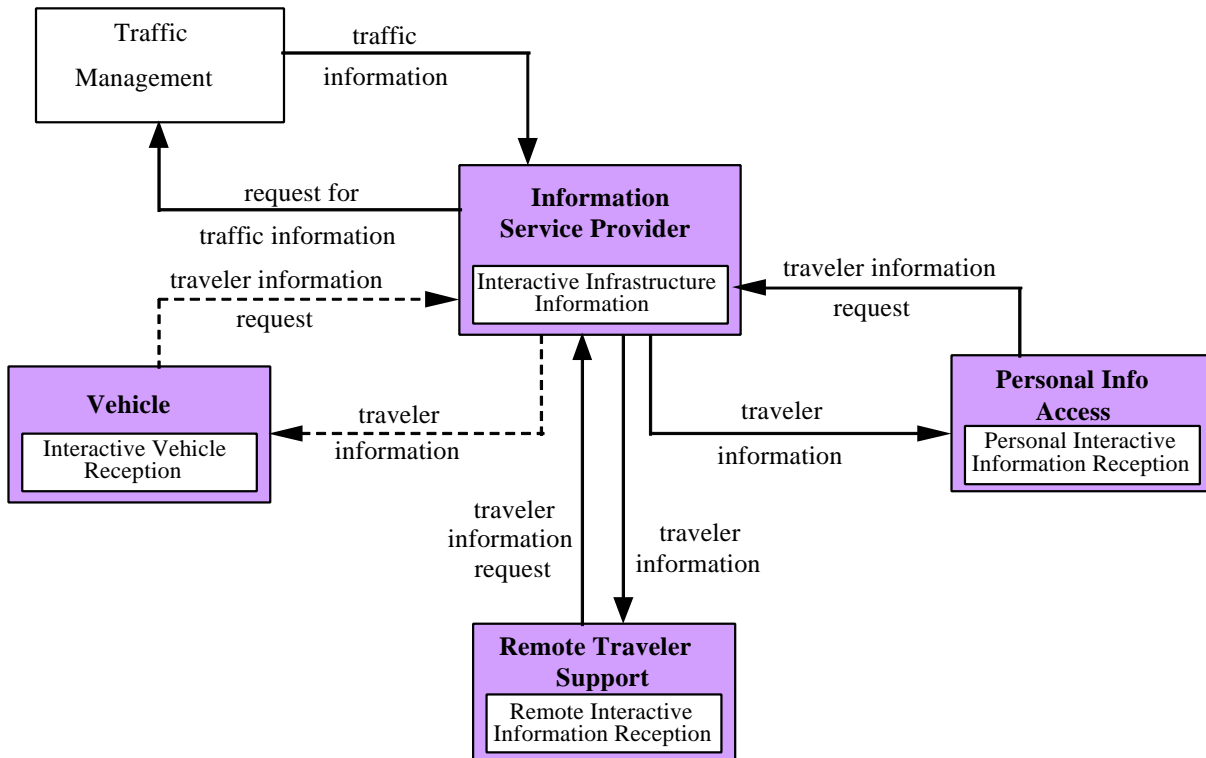 Traffic
Management
traffic
information
request for
traffic information
Information
Service Provider
Interactive Infrastructure
Information
traveler information
request
traveler information
request
Vehicle
Interactive Vehicle
Reception
traveler
information
traveler
information
Personal Info
Access
Personal Interactive
Information Reception
traveler
information
request
traveler
information
Remote Traveler
Support
Remote Interactive
Information Reception